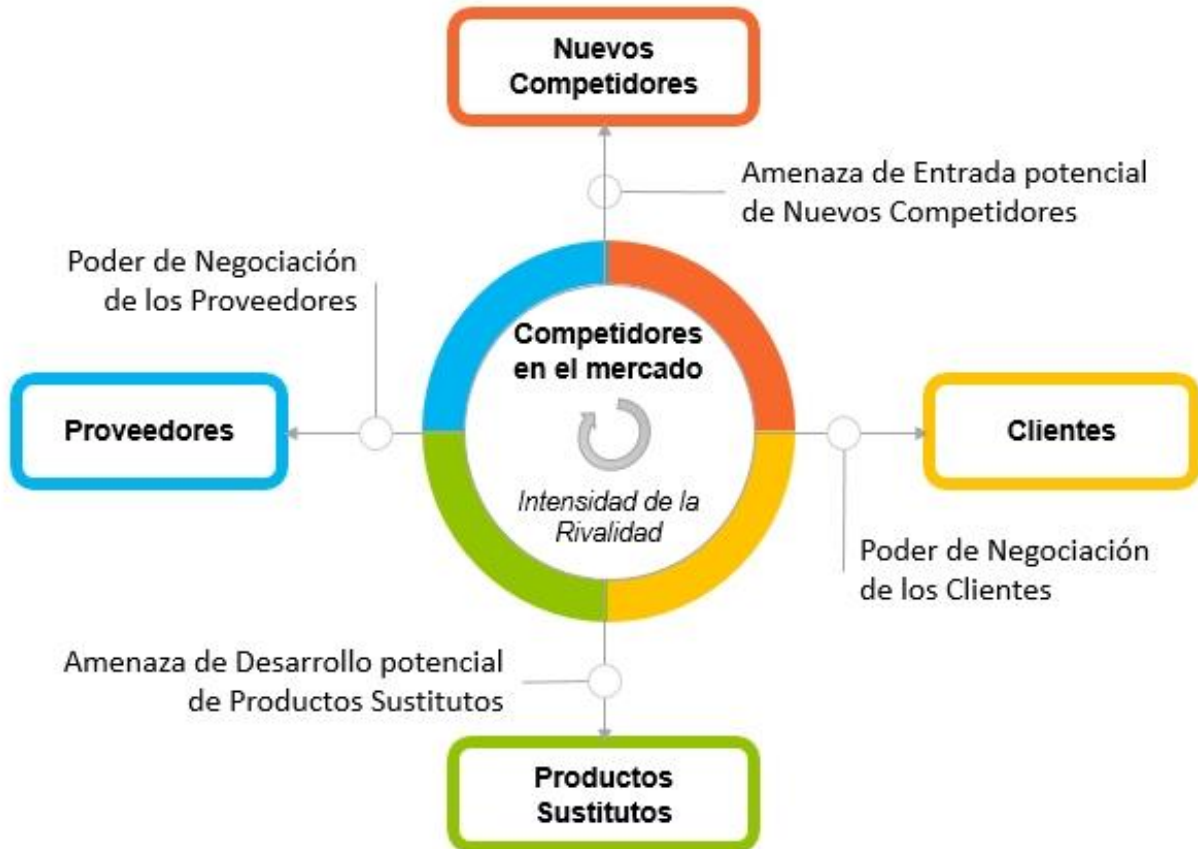 Nuevos
Competidores
Amenaza de Entrada potencial
de Nuevos Competidores
Poder de Negociación
de los Proveedores
Competidores
en el mercado
Proveedores
Clientes
Intensidad de la
Rivalidad
Poder de Negociación
de los Clientes
Amenaza de Desarrollo potencial
de Productos Sustitutos
Productos
Sustitutos